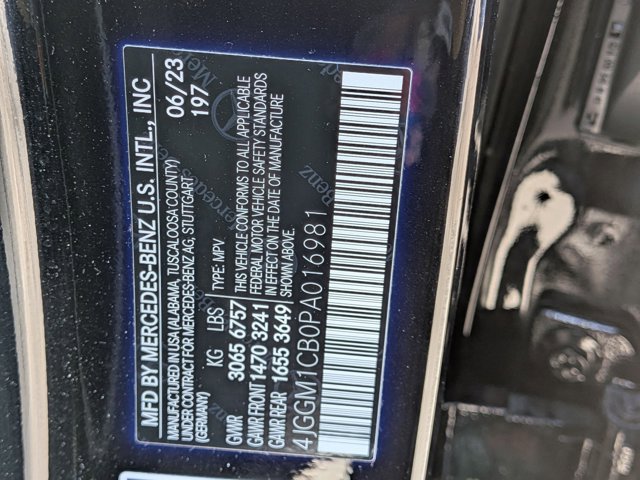 MFD BY MERCEDES-BENZ U.S. INTL., INC
MANUFACTURED IN USA (ALABAMA, TUSCALOOSA COUNTY)
UNDER CONTRACT FOR MERCEDES-BENZ AG, STUTTGART
(GERMANY)
06/23
197
KG LBS TYPE: MPV
GVWR 3065 6757
GAWR FRONT 1470 3241
GAWR REAR 1655 3649
THIS VEHICLE CONFORMS TO ALL APPLICABLE
FEDERAL MOTOR VEHICLE SAFETY STANDARDS
IN EFFECT ON THE DATE OF MANUFACTURE
SHOWN ABOVE.
4JGGM1CB0PA016981